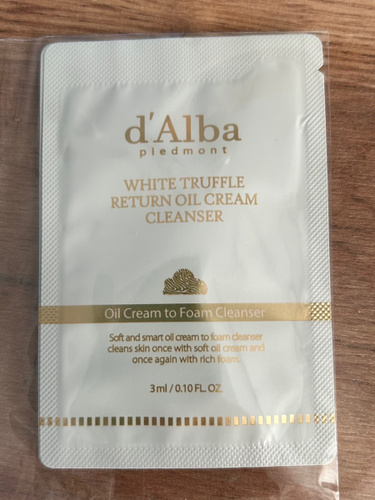 d'Alba
piedmont
WHITE TRUFFLE
RETURN OIL CREAM
CLEANSER
Oil Cream to Foam Cleanser
Soft and smart oil cream to foam cleanser
cleans skin once with soft oil cream and
once again with rich foam.
3 ml / 0.10 FL. OZ.